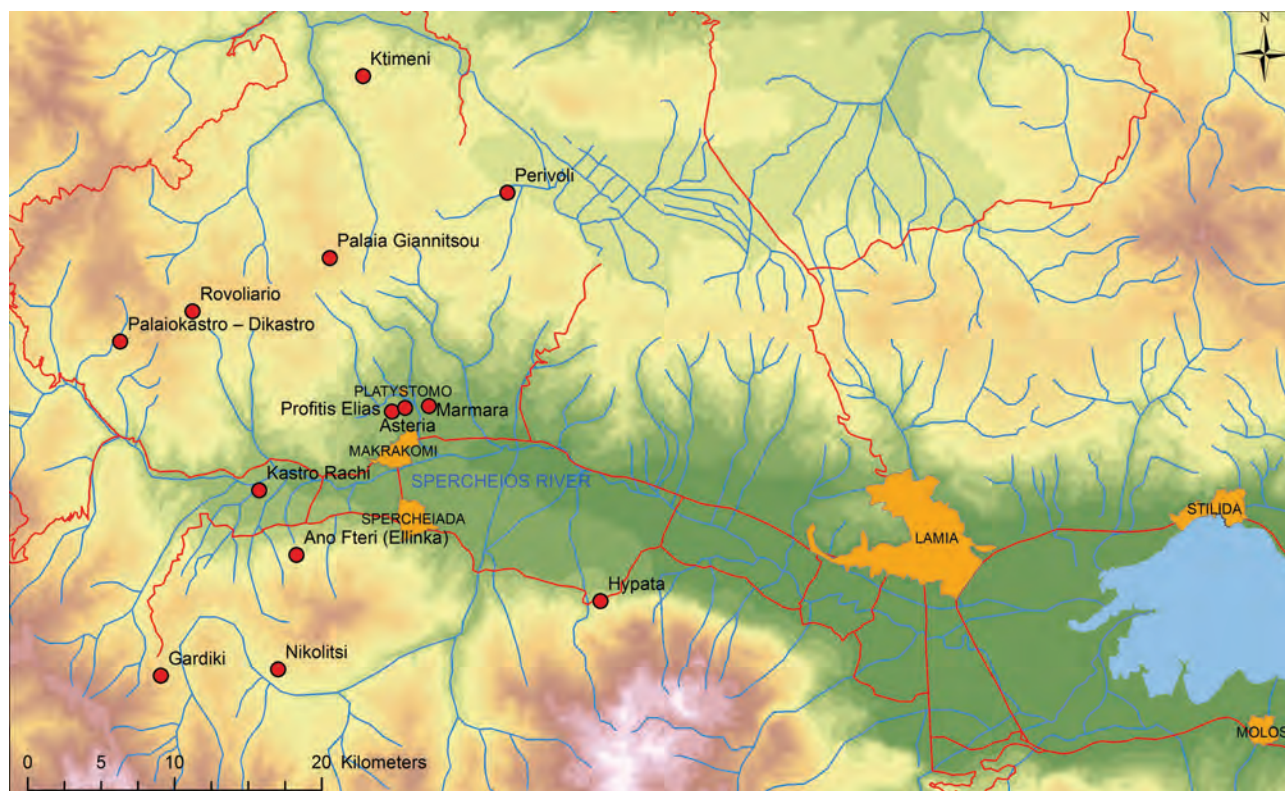 N
Ktimeni
Perivoli
Palaia Giannitsou
Rovoliario
Palaiokastro – Dikastro
PLATYSTOMO
Profitis Elias
Marmara
Asteria
MAKRAKOMI
Kastro Rachi
SPERCHEIOS RIVER
SPERCHEIADA
STILIDA
LAMIA
Ano Fteri (Ellinka)
Hypata
Gardiki
Nikolitsi
MOLOS
0 5 10 20 Kilometers